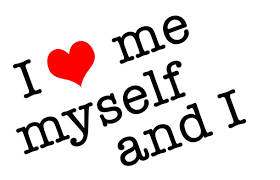 I ❤ me
myself
and I